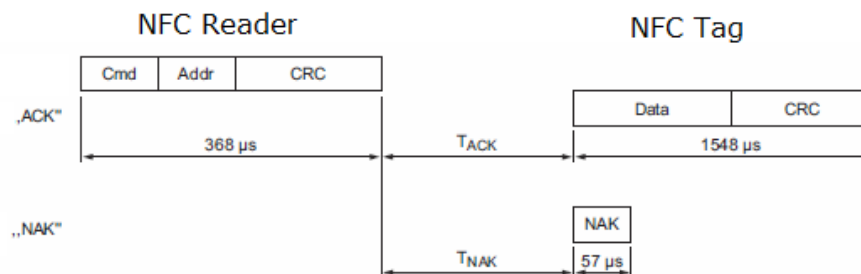 NFC Reader
NFC Tag
Cmd Addr CRC
Data CRC
‚ACK‘‘
368 µs
TACK
1548 µs
NAK
‚‚NAK‘‘
TNAK
57 µs